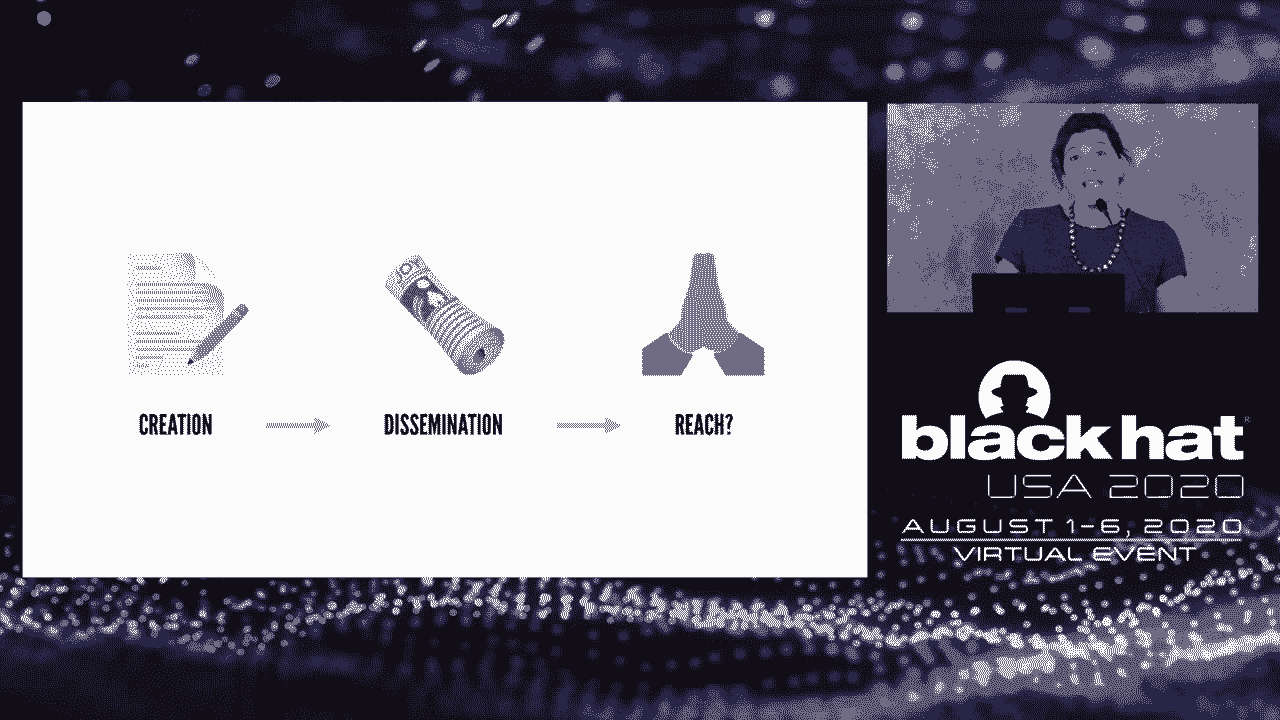 CREATION
DISSEMINATION
REACH?
black hat®
USA 2020
AUGUST 1-6, 2020
VIRTUAL EVENT